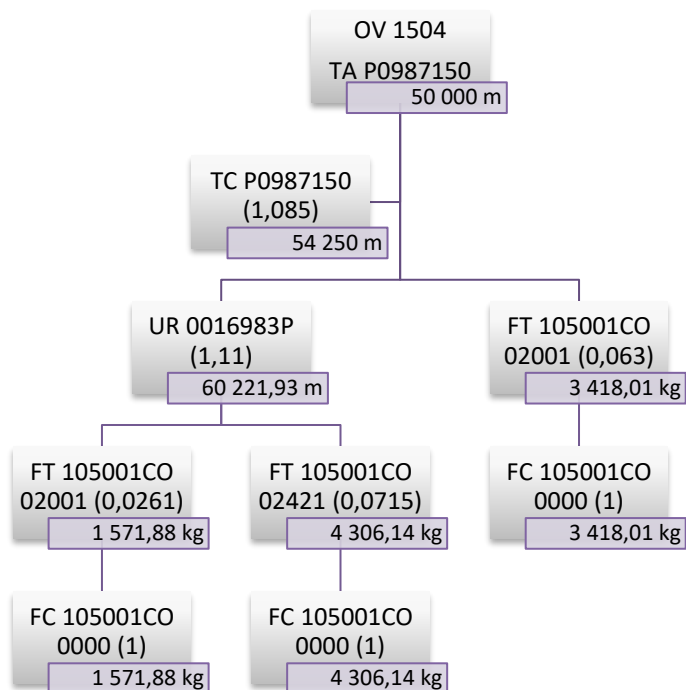 OV 1504
TA P0987150
50 000 m
TC P0987150
(1,085)
54 250 m
UR 0016983P
(1,11)
60 221,93 m
FT 105001CO
02001 (0,063)
3 418,01 kg
FT 105001CO
02001 (0,0261)
1 571,88 kg
FT 105001CO
02421 (0,0715)
4 306,14 kg
FC 105001CO
0000 (1)
3 418,01 kg
FC 105001CO
0000 (1)
1 571,88 kg
FC 105001CO
0000 (1)
4 306,14 kg